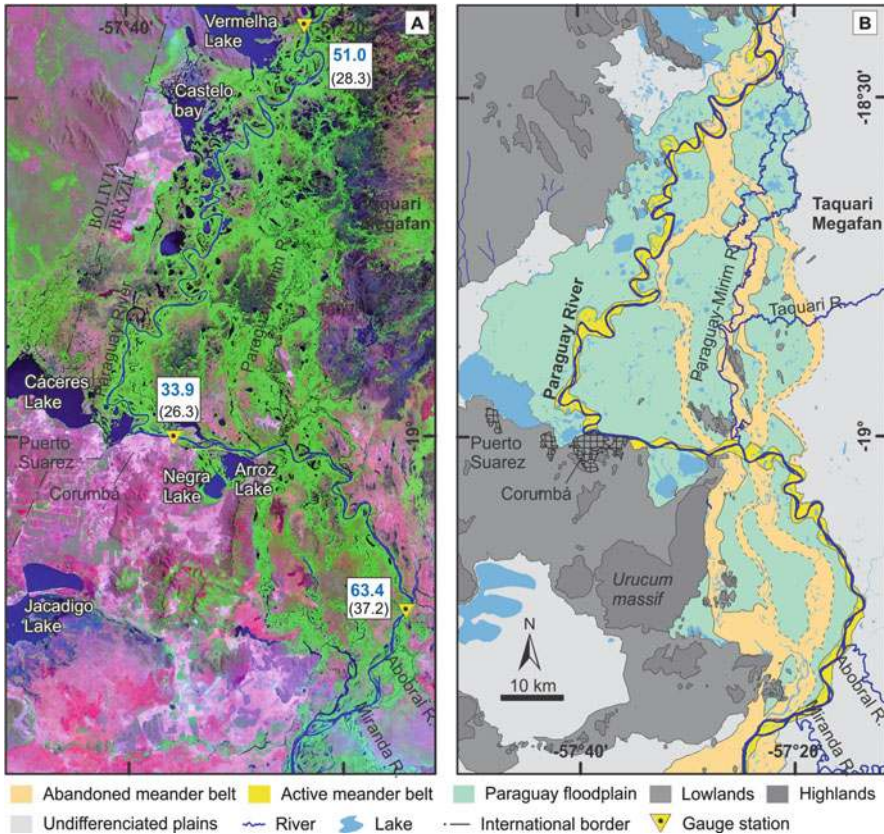 A
-57°40'
-57°20'
Vermelha
Lake
51.0
(28.3)
Castelo
bay
BOLIVIA
BRAZIL
Taquari
Megafan
Paraguay River
Paraguay-Mirim R.
Cáceres
Lake
33.9
(26.3)
Puerto
Suarez
Negra
Lake
Arroz
Lake
Corumbá
63.4
(37.2)
Jacadigo
Lake
Abobral R.
Miranda R.
B
-18°30'
Taquari
Megafan
Paraguay-Mirim R.
Taquari R.
Paraguay River
-19°
Puerto
Suarez
Corumbá
Urucum
massif
N
10 km
Abobral R.
Miranda R.
-57°40'
-57°20'
Abandoned meander belt Active meander belt Paraguay floodplain Lowlands Highlands
Undifferenciated plains River Lake International border Gauge station